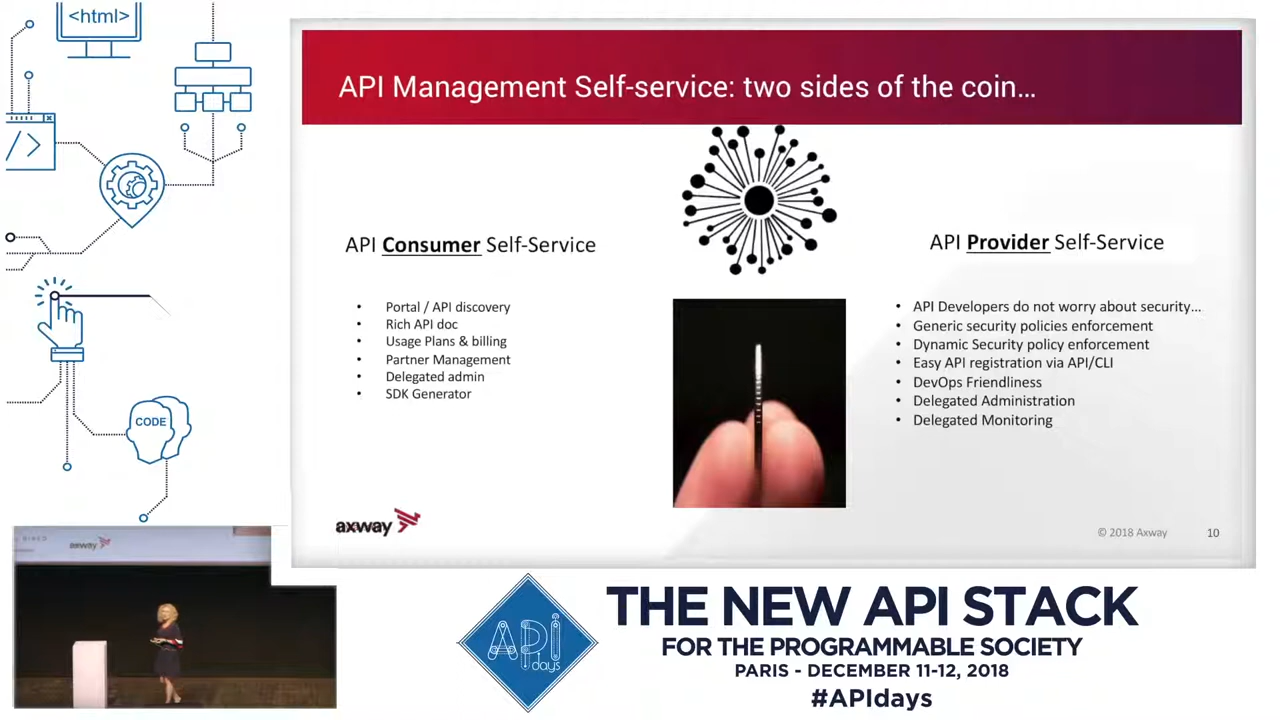 <html>
API Management Self-service: two sides of the coin…
</>
API Consumer Self-Service
• Portal / API discovery
• Rich API doc
• Usage Plans & billing
• Partner Management
• Delegated admin
• SDK Generator
API Provider Self-Service
• API Developers do not worry about security…
• Generic security policies enforcement
• Dynamic Security policy enforcement
• Easy API registration via API/CLI
• DevOps Friendliness
• Delegated Administration
• Delegated Monitoring
CODE
axway
© 2018 Axway
10
axway
API
days
THE NEW API STACK
FOR THE PROGRAMMABLE SOCIETY
PARIS - DECEMBER 11-12, 2018
#APIdays